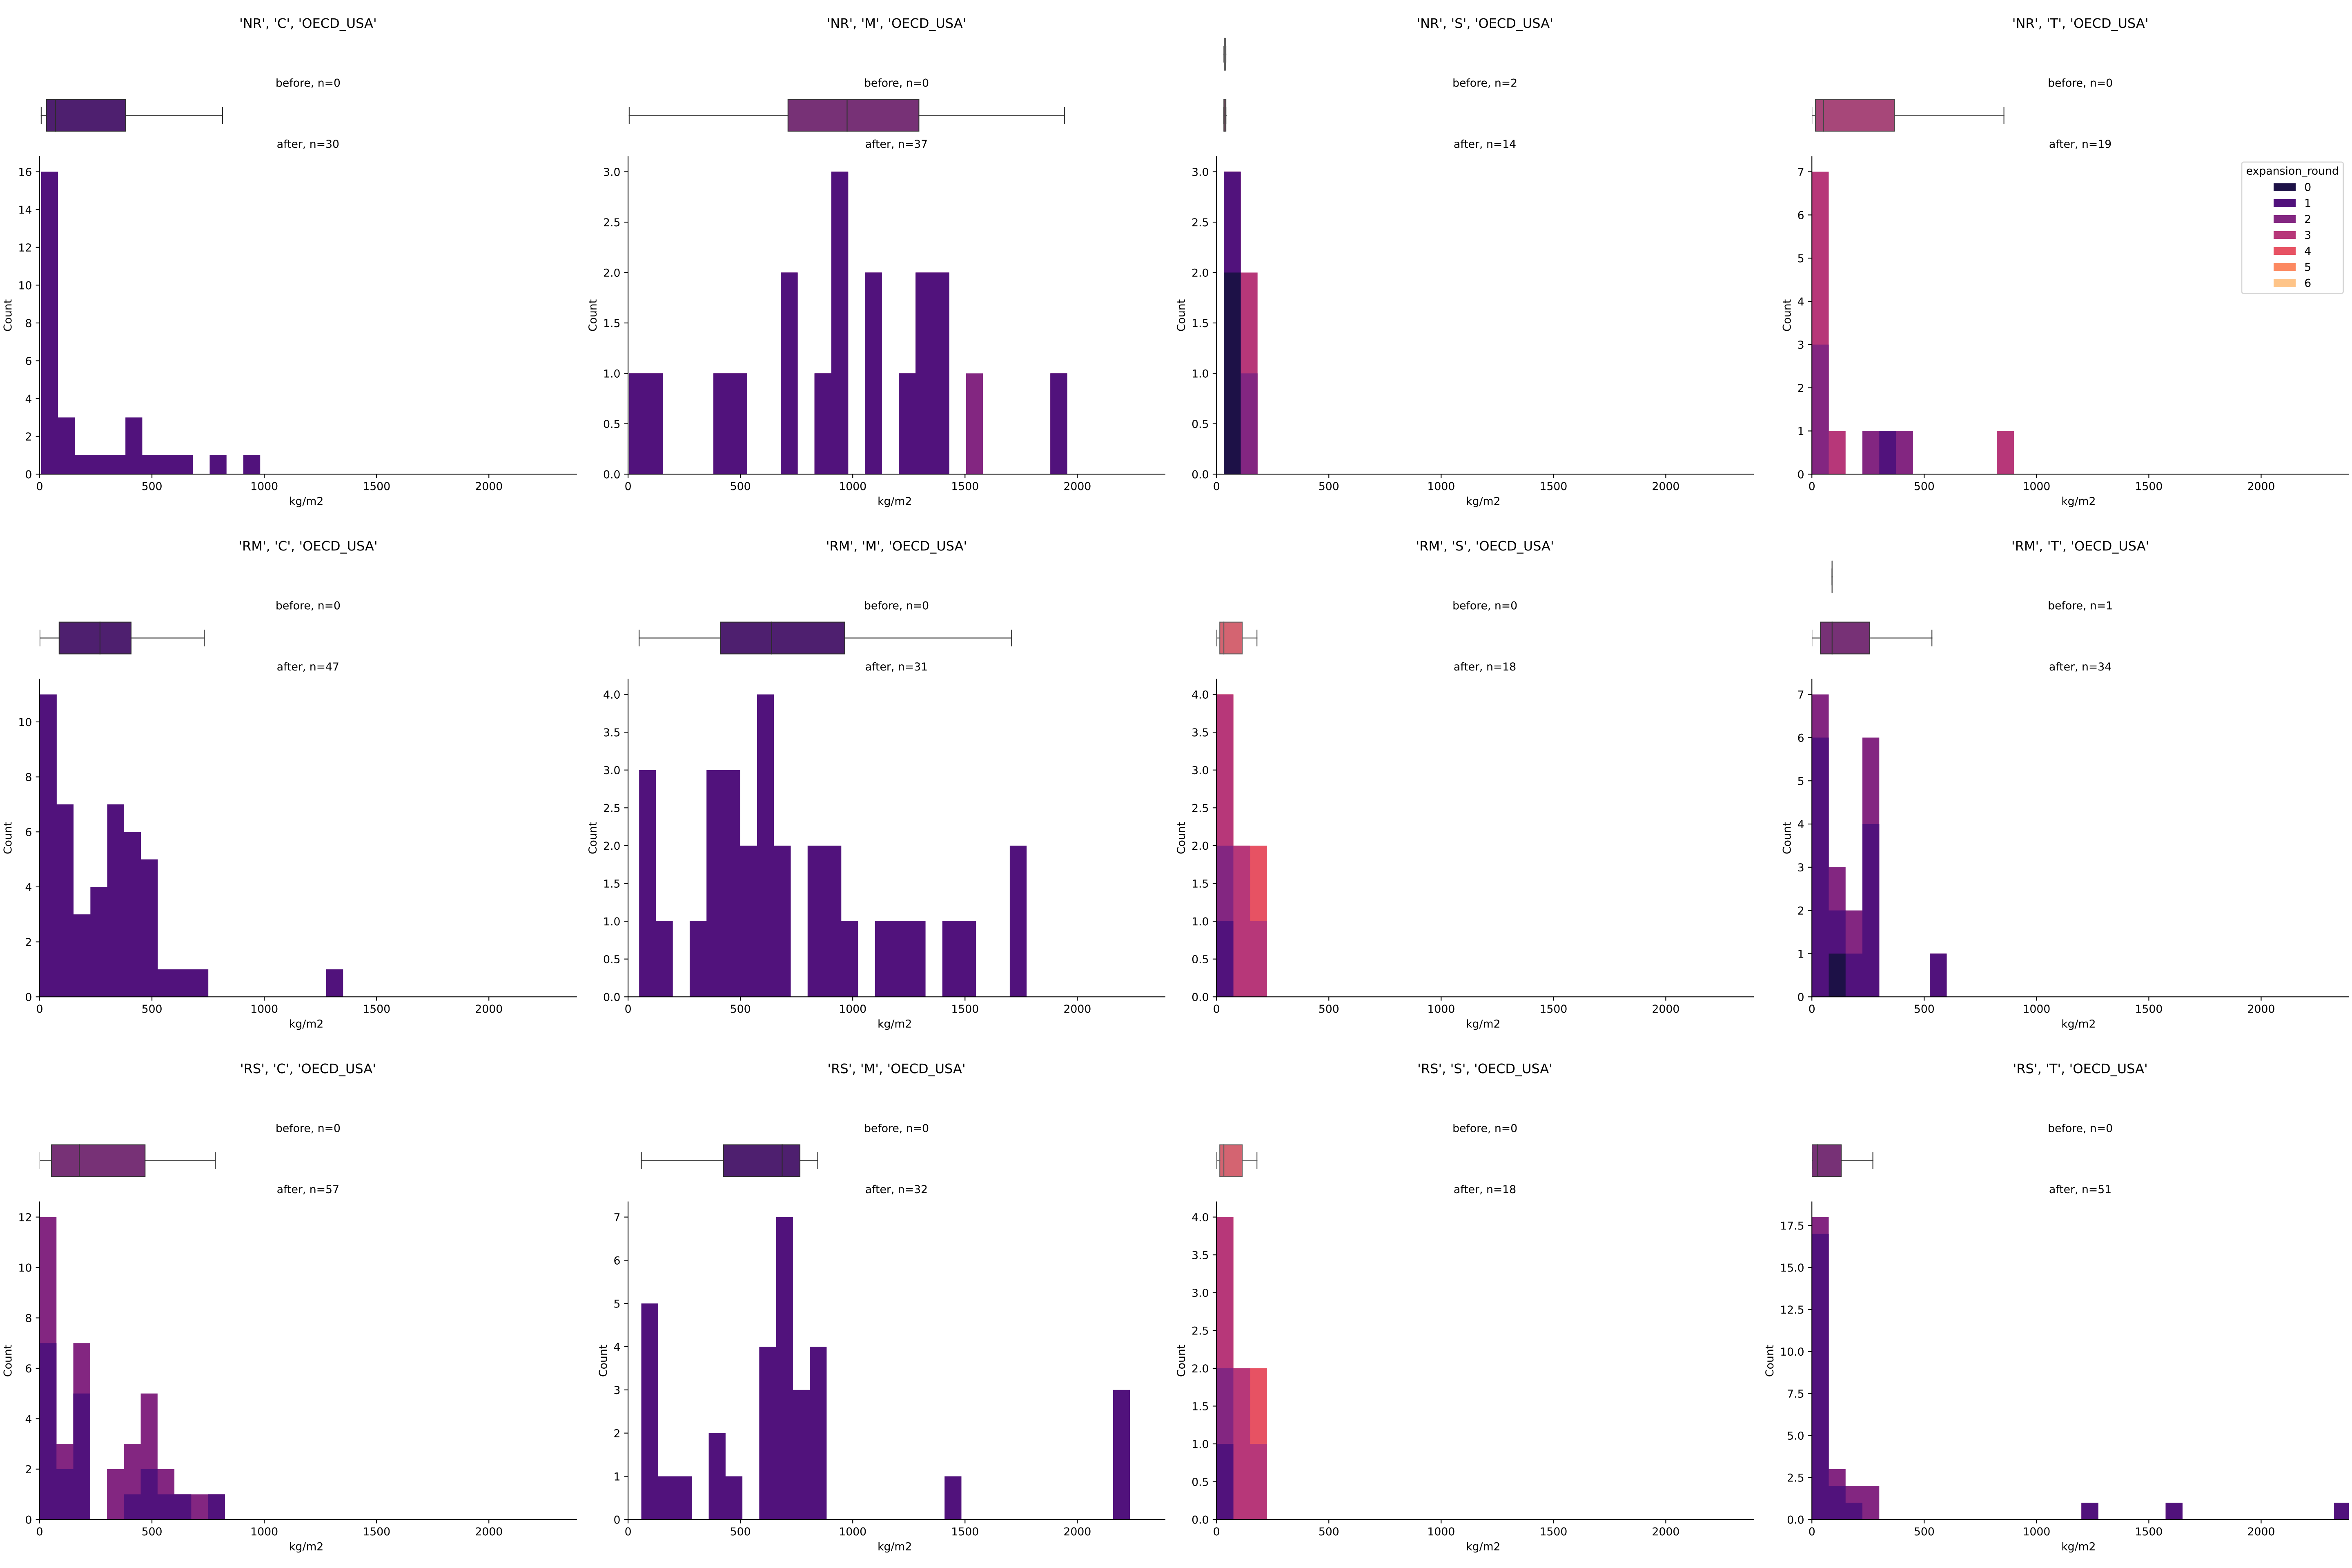 'NR', 'C', 'OECD_USA'
before, n=0
after, n=30
16
14
12
10
8
6
4
2
0
Count
0 500 1000 1500 2000
kg/m2
'NR', 'M', 'OECD_USA'
before, n=0
after, n=37
3.0
2.5
2.0
1.5
1.0
0.5
0.0
Count
0 500 1000 1500 2000
kg/m2
'NR', 'S', 'OECD_USA'
before, n=2
after, n=14
3.0
2.5
2.0
1.5
1.0
0.5
0.0
Count
0 500 1000 1500 2000
kg/m2
'NR', 'T', 'OECD_USA'
before, n=0
after, n=19
7
6
5
4
3
2
1
0
Count
0 500 1000 1500 2000
kg/m2
expansion_round
0
1
2
3
4
5
6
'RM', 'C', 'OECD_USA'
before, n=0
after, n=47
10
8
6
4
2
0
Count
0 500 1000 1500 2000
kg/m2
'RM', 'M', 'OECD_USA'
before, n=0
after, n=31
4.0
3.5
3.0
2.5
2.0
1.5
1.0
0.5
0.0
Count
0 500 1000 1500 2000
kg/m2
'RM', 'S', 'OECD_USA'
before, n=0
after, n=18
4.0
3.5
3.0
2.5
2.0
1.5
1.0
0.5
0.0
Count
0 500 1000 1500 2000
kg/m2
'RM', 'T', 'OECD_USA'
before, n=1
after, n=34
7
6
5
4
3
2
1
0
Count
0 500 1000 1500 2000
kg/m2
'RS', 'C', 'OECD_USA'
before, n=0
after, n=57
12
10
8
6
4
2
0
Count
0 500 1000 1500 2000
kg/m2
'RS', 'M', 'OECD_USA'
before, n=0
after, n=32
7
6
5
4
3
2
1
0
Count
0 500 1000 1500 2000
kg/m2
'RS', 'S', 'OECD_USA'
before, n=0
after, n=18
4.0
3.5
3.0
2.5
2.0
1.5
1.0
0.5
0.0
Count
0 500 1000 1500 2000
kg/m2
'RS', 'T', 'OECD_USA'
before, n=0
after, n=51
17.5
15.0
12.5
10.0
7.5
5.0
2.5
0.0
Count
0 500 1000 1500 2000
kg/m2